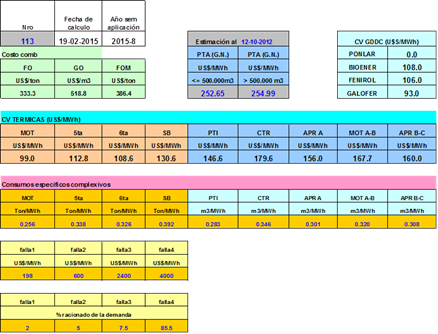 Nro Fecha de calculo Año sem aplicación
113 19-02-2015 2015-8
Estimación al 12-10-2012
CV GDDC (US$/MWh)
Costo comb
PTA (G.N.) PTA (G.N.)
PONLAR 0.0
FO GO FOM
US$/MWh US$/MWh
BIOENER 108.0
US$/ton US$/m3 US$/ton
<= 500.000m3 > 500.000 m3
FENIROL 106.0
333.3 518.8 386.4
252.65 254.99
GALOFER 93.0
CV TERMICAS (US$/MWh)
MOT 5ta 6ta SB PTI CTR APR A MOT A-B APR B-C
US$/MWh US$/MWh US$/MWh US$/MWh US$/MWh US$/MWh US$/MWh US$/MWh US$/MWh
99.0 112.8 108.6 130.6 146.6 179.6 156.0 167.7 160.0
Consumos especificos complexivos
MOT 5ta 6ta SB PTI CTR APR A MOT A-B APR B-C
Ton/MWh Ton/MWh Ton/MWh Ton/MWh m3/MWh m3/MWh m3/MWh m3/MWh m3/MWh
0.256 0.338 0.326 0.392 0.283 0.346 0.301 0.320 0.308
falla1 falla2 falla3 falla4
US$/MWh US$/MWh US$/MWh US$/MWh
198 600 2400 4000
falla1 falla2 falla3 falla4
% racionado de la demanda
2 5 7.5 85.5